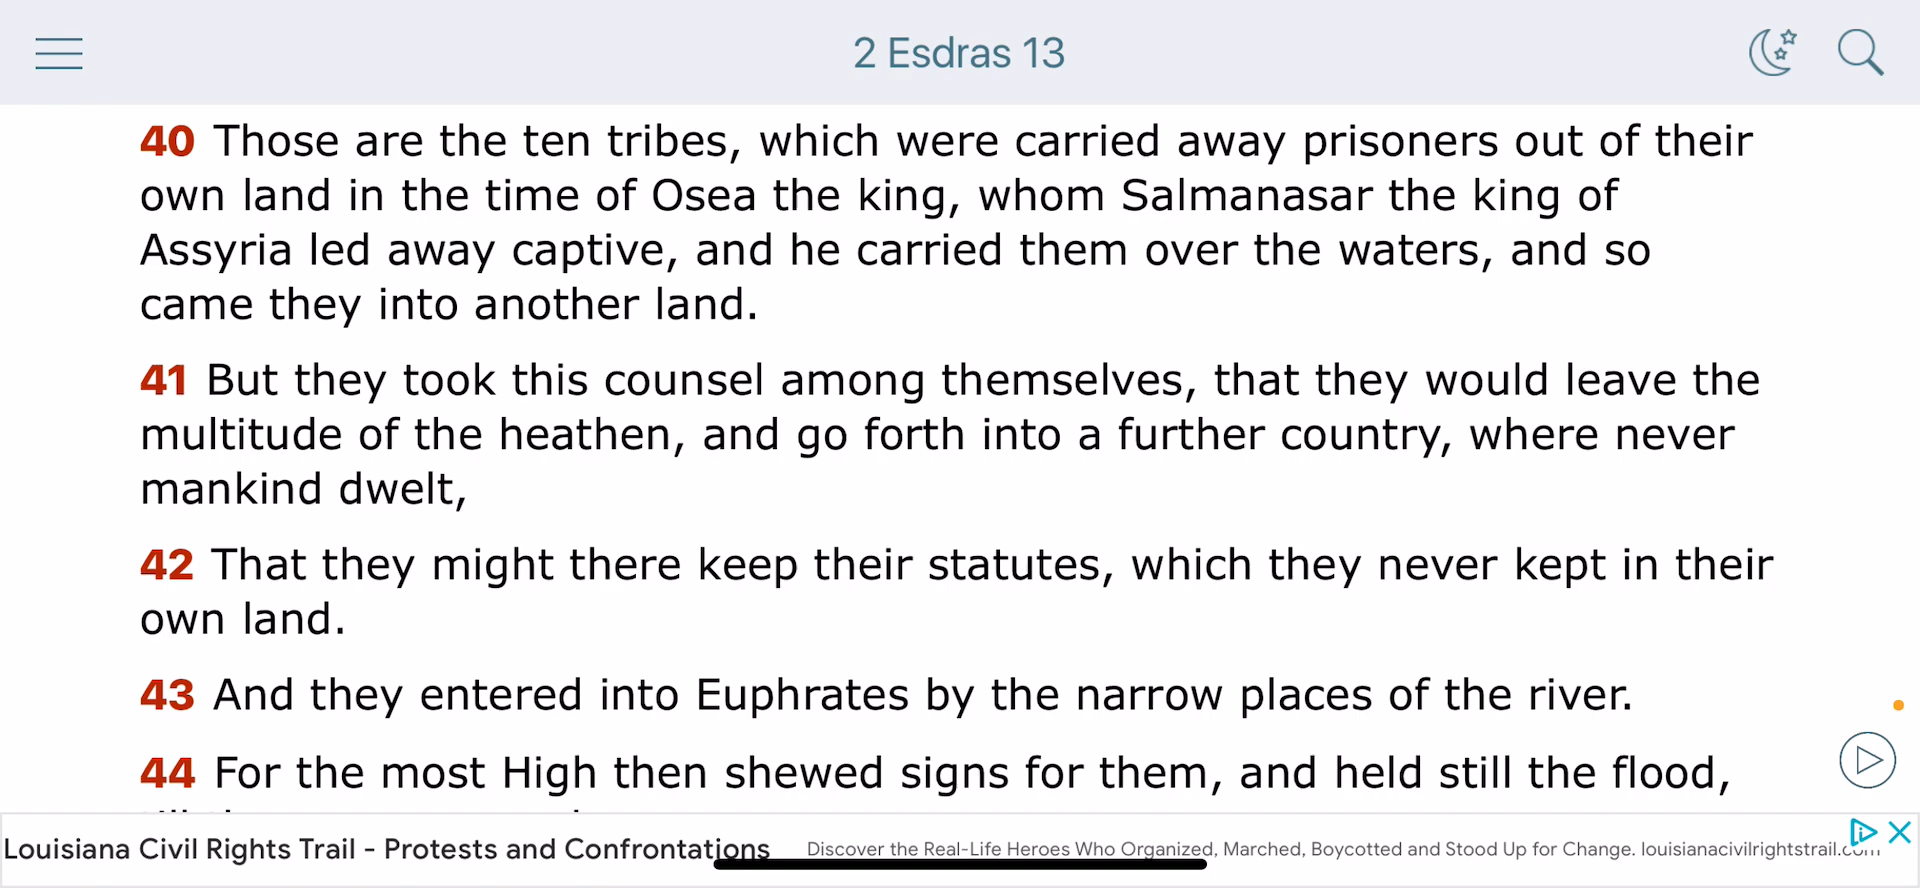 2 Esdras 13
40 Those are the ten tribes, which were carried away prisoners out of their
own land in the time of Osea the king, whom Salmanasar the king of
Assyria led away captive, and he carried them over the waters, and so
came they into another land.
41 But they took this counsel among themselves, that they would leave the
multitude of the heathen, and go forth into a further country, where never
mankind dwelt,
42 That they might there keep their statutes, which they never kept in their
own land.
43 And they entered into Euphrates by the narrow places of the river.
44 For the most High then shewed signs for them, and held still the flood,
Louisiana Civil Rights Trail - Protests and Confrontations
Discover the Real-Life Heroes Who Organized, Marched, Boycotted and Stood Up for Change. louisianacivilrightstrail.com